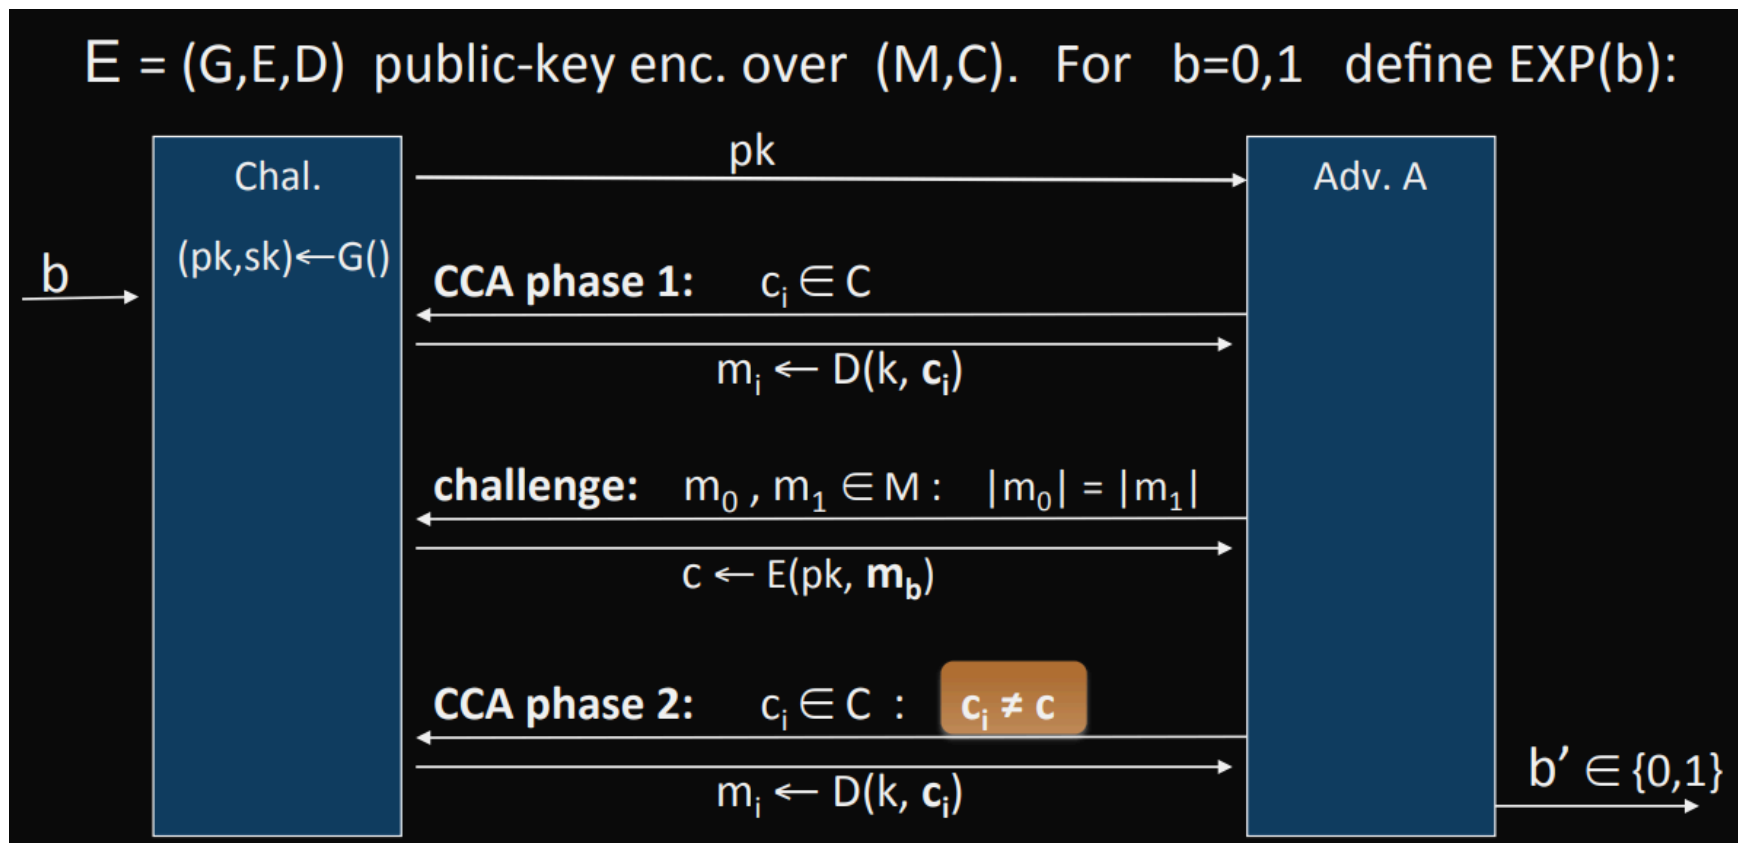 E = (G,E,D) public-key enc. over (M,C). For b=0,1 define EXP(b):
pk
Chal.
Adv. A
b
(pk,sk)←G()
CCA phase 1: cᵢ ∈ C
mᵢ ← D(k, cᵢ)
challenge: m₀ , m₁ ∈ M : |m₀| = |m₁|
c ← E(pk, m_b)
CCA phase 2: cᵢ ∈ C : cᵢ ≠ c
mᵢ ← D(k, cᵢ)
b’ ∈ {0,1}